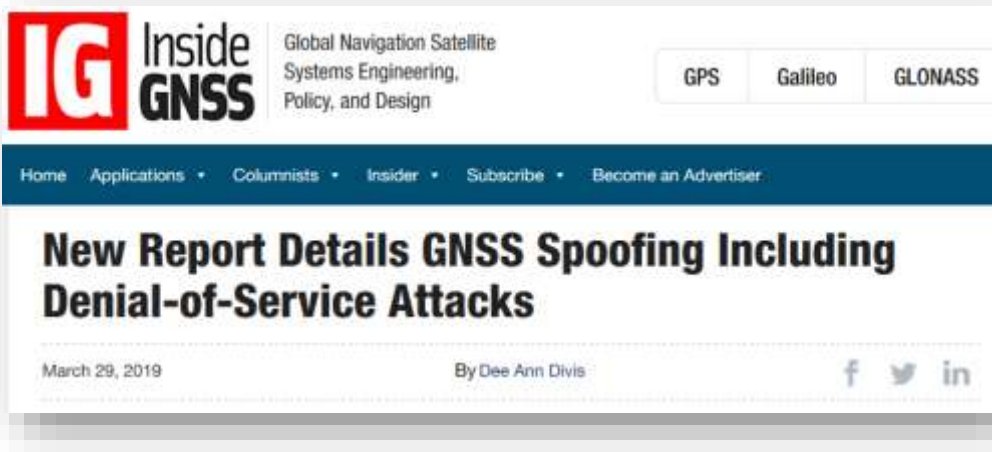 IG
Inside
GNSS
Global Navigation Satellite
Systems Engineering,
Policy, and Design
GPS Galileo GLONASS
Home Applications Columnists Insider Subscribe Become an Advertiser
New Report Details GNSS Spoofing Including
Denial-of-Service Attacks
March 29, 2019 By Dee Ann Divis f in